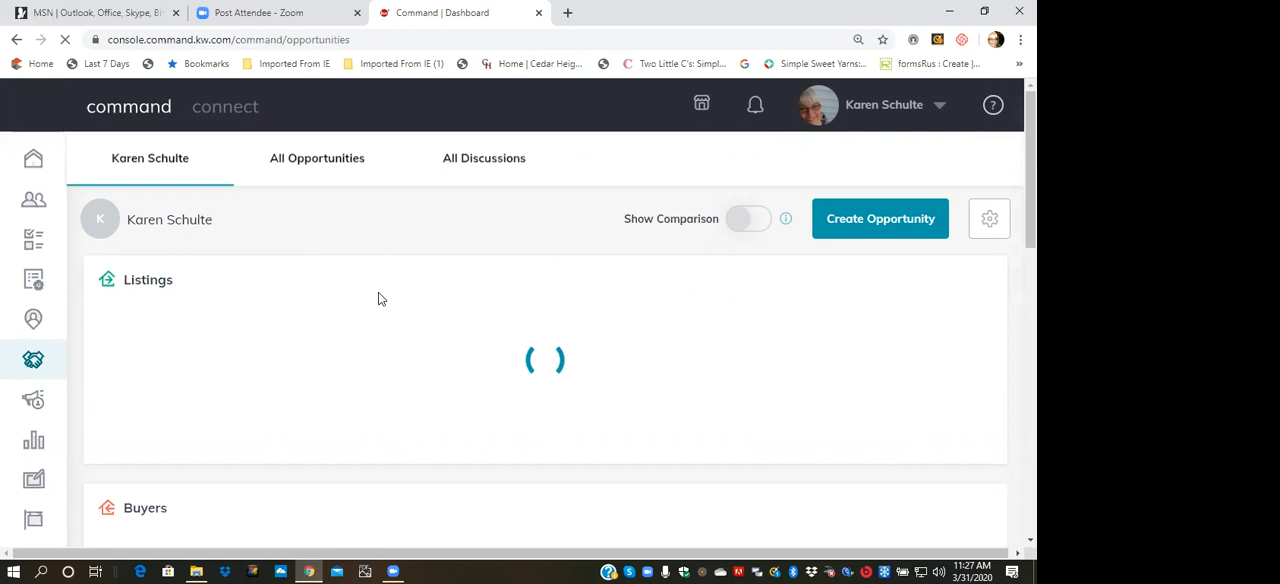 MSN | Outlook, Office, Skype, Bi
Post Attendee - Zoom
Command | Dashboard
console.command.kw.com/command/opportunities
Home
Last 7 Days
Bookmarks
Imported From IE
Imported From IE (1)
Home | Cedar Heig...
Two Little C's: Simpl...
Simple Sweet Yarns:...
formsRus : Create |...
»
command
connect
Karen Schulte
Karen Schulte
All Opportunities
All Discussions
K
Karen Schulte
Show Comparison
Create Opportunity
Listings
Buyers
11:27 AM
3/31/2020